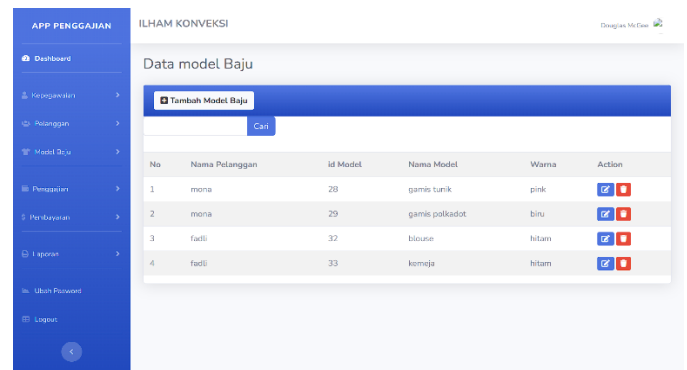 APP PENGGAJIAN
ILHAM KONVEKSI
Douglas McGee
Dashboard
Kepegawaian
Pelanggan
Model Baju
Penggajian
Pembayaran
Laporan
Ubah Password
Logout
Data model Baju
Tambah Model Baju
Cari
No Nama Pelanggan id Model Nama Model Warna Action
1 mona 28 gamis tunik pink
2 mona 29 gamis polkadot biru
3 fadli 32 blouse hitam
4 fadli 33 kemeja hitam